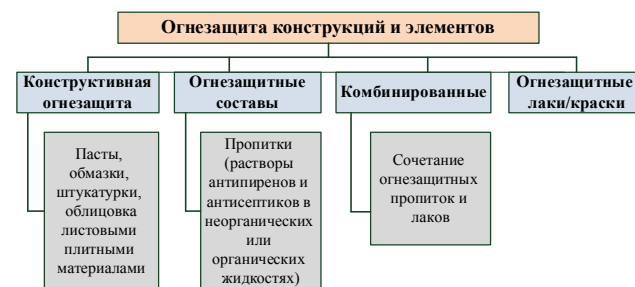 Огнезащита конструкций и элементов
Конструктивная
огнезащита
Огнезащитные
составы
Комбинированные
Огнезащитные
лаки/краски
Пасты,
обмазки,
штукатурки,
облицовка
листовыми
плитными
материалами
Пропитки
(растворы
антипиренов и
антисептиков в
неорганических
или
органических
жидкостях)
Сочетание
огнезащитных
пропиток и
лаков